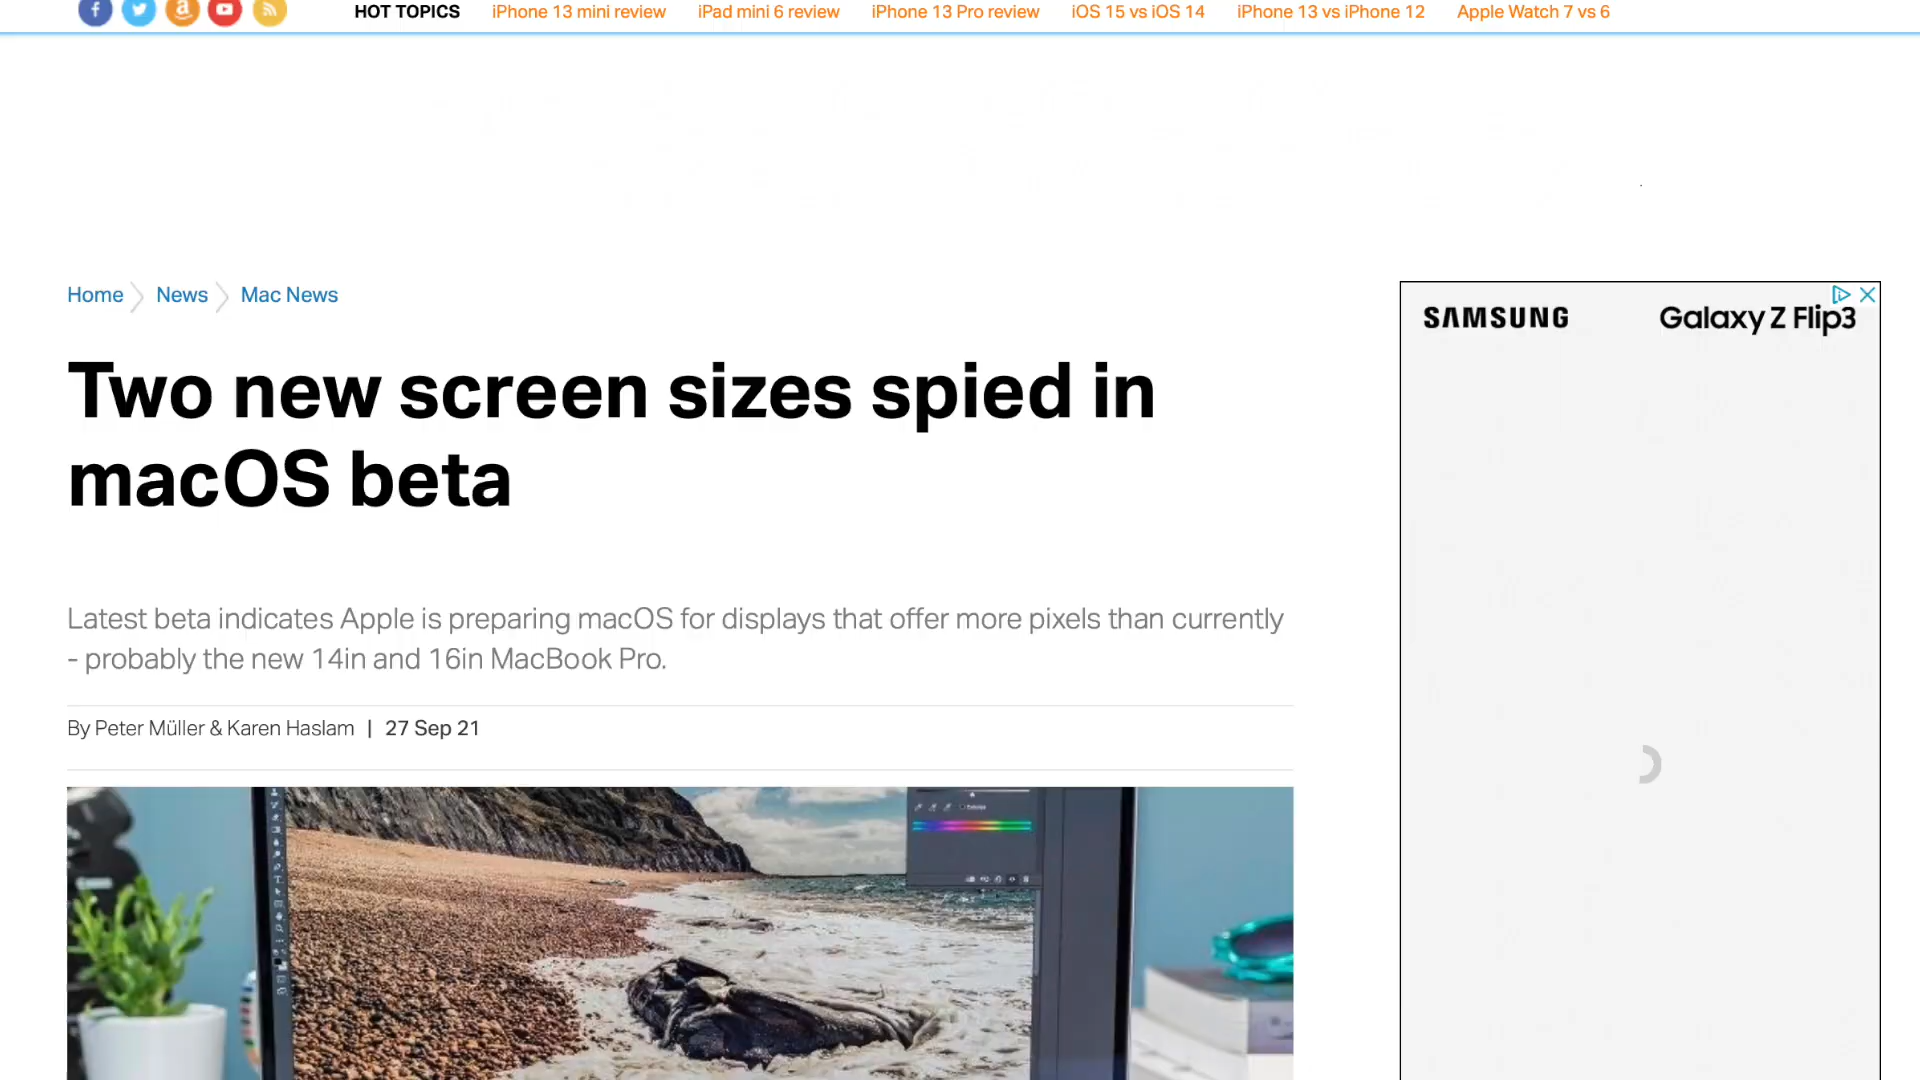 HOT TOPICS iPhone 13 mini review iPad mini 6 review iPhone 13 Pro review iOS 15 vs iOS 14 iPhone 13 vs iPhone 12 Apple Watch 7 vs 6
Home News Mac News
Two new screen sizes spied in
macOS beta
Latest beta indicates Apple is preparing macOS for displays that offer more pixels than currently
- probably the new 14in and 16in MacBook Pro.
By Peter Müller & Karen Haslam | 27 Sep 21
SAMSUNG Galaxy Z Flip3